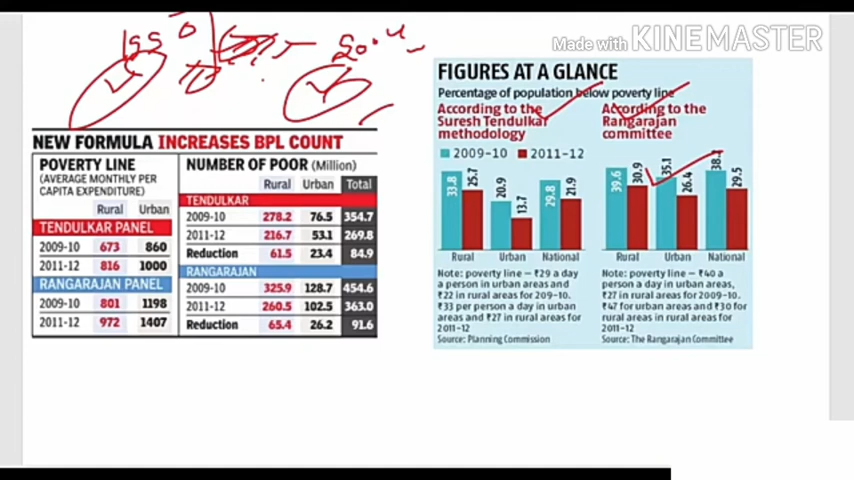 Made with KINEMASTER
FIGURES AT A GLANCE
Percentage of population below poverty line
According to the
Suresh Tendulkar
methodology
According to the
Rangarajan
committee
2009-10 2011-12
33.8 25.7 20.9 13.7 29.8 21.9
39.6 30.9 35.1 26.4 38.2 29.5
Rural Urban National Rural Urban National
Note: poverty line – ₹29 a day
a person in urban areas and
₹22 in rural areas for 209-10.
₹33 per person a day in urban
areas and ₹27 in rural areas for
2011-12
Source: Planning Commission
Note: poverty line – ₹40 a
person a day in urban areas,
₹27 in rural areas for 2009-10.
₹47 for urban areas and ₹30 for
rural areas in rural areas for
2011-12
Source: The Rangarajan Committee
NEW FORMULA INCREASES BPL COUNT
POVERTY LINE
(AVERAGE MONTHLY PER
CAPITA EXPENDITURE)
Rural Urban
TENDULKAR PANEL
2009-10 673 860
2011-12 816 1000
RANGARAJAN PANEL
2009-10 801 1198
2011-12 972 1407
NUMBER OF POOR (Million)
Rural Urban Total
TENDULKAR
2009-10 278.2 76.5 354.7
2011-12 216.7 53.1 269.8
Reduction 61.5 23.4 84.9
RANGARAJAN
2009-10 325.9 128.7 454.6
2011-12 260.5 102.5 363.0
Reduction 65.4 26.2 91.6